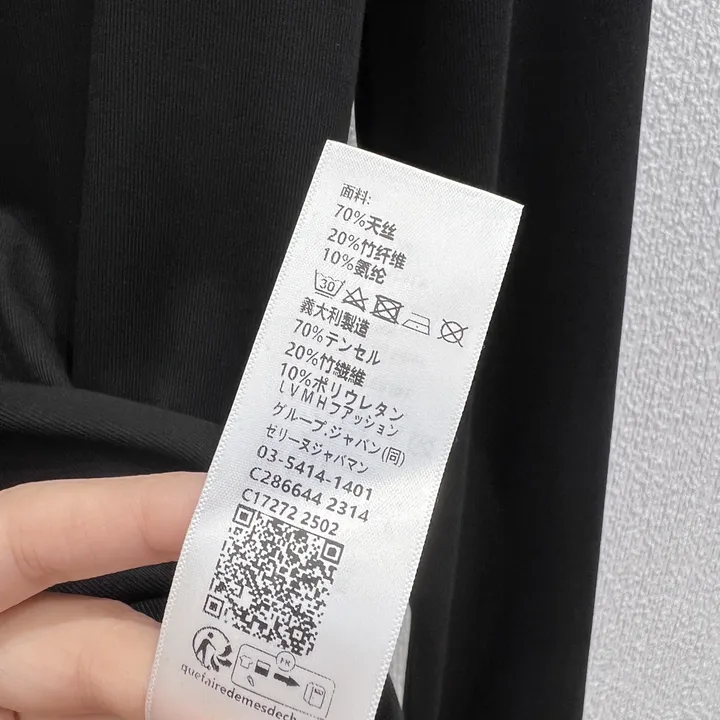 面料:
70%天丝
20%竹纤维
10%氨纶
30
義大利製造
70%テンセル
20%竹繊維
10%ポリウレタン
LVMHファッション
グループ.ジャパン(同)
ゼリーヌジャパマン
03-5414-1401
C286644 2314
C17272 2502
FR
quefairedemesdech